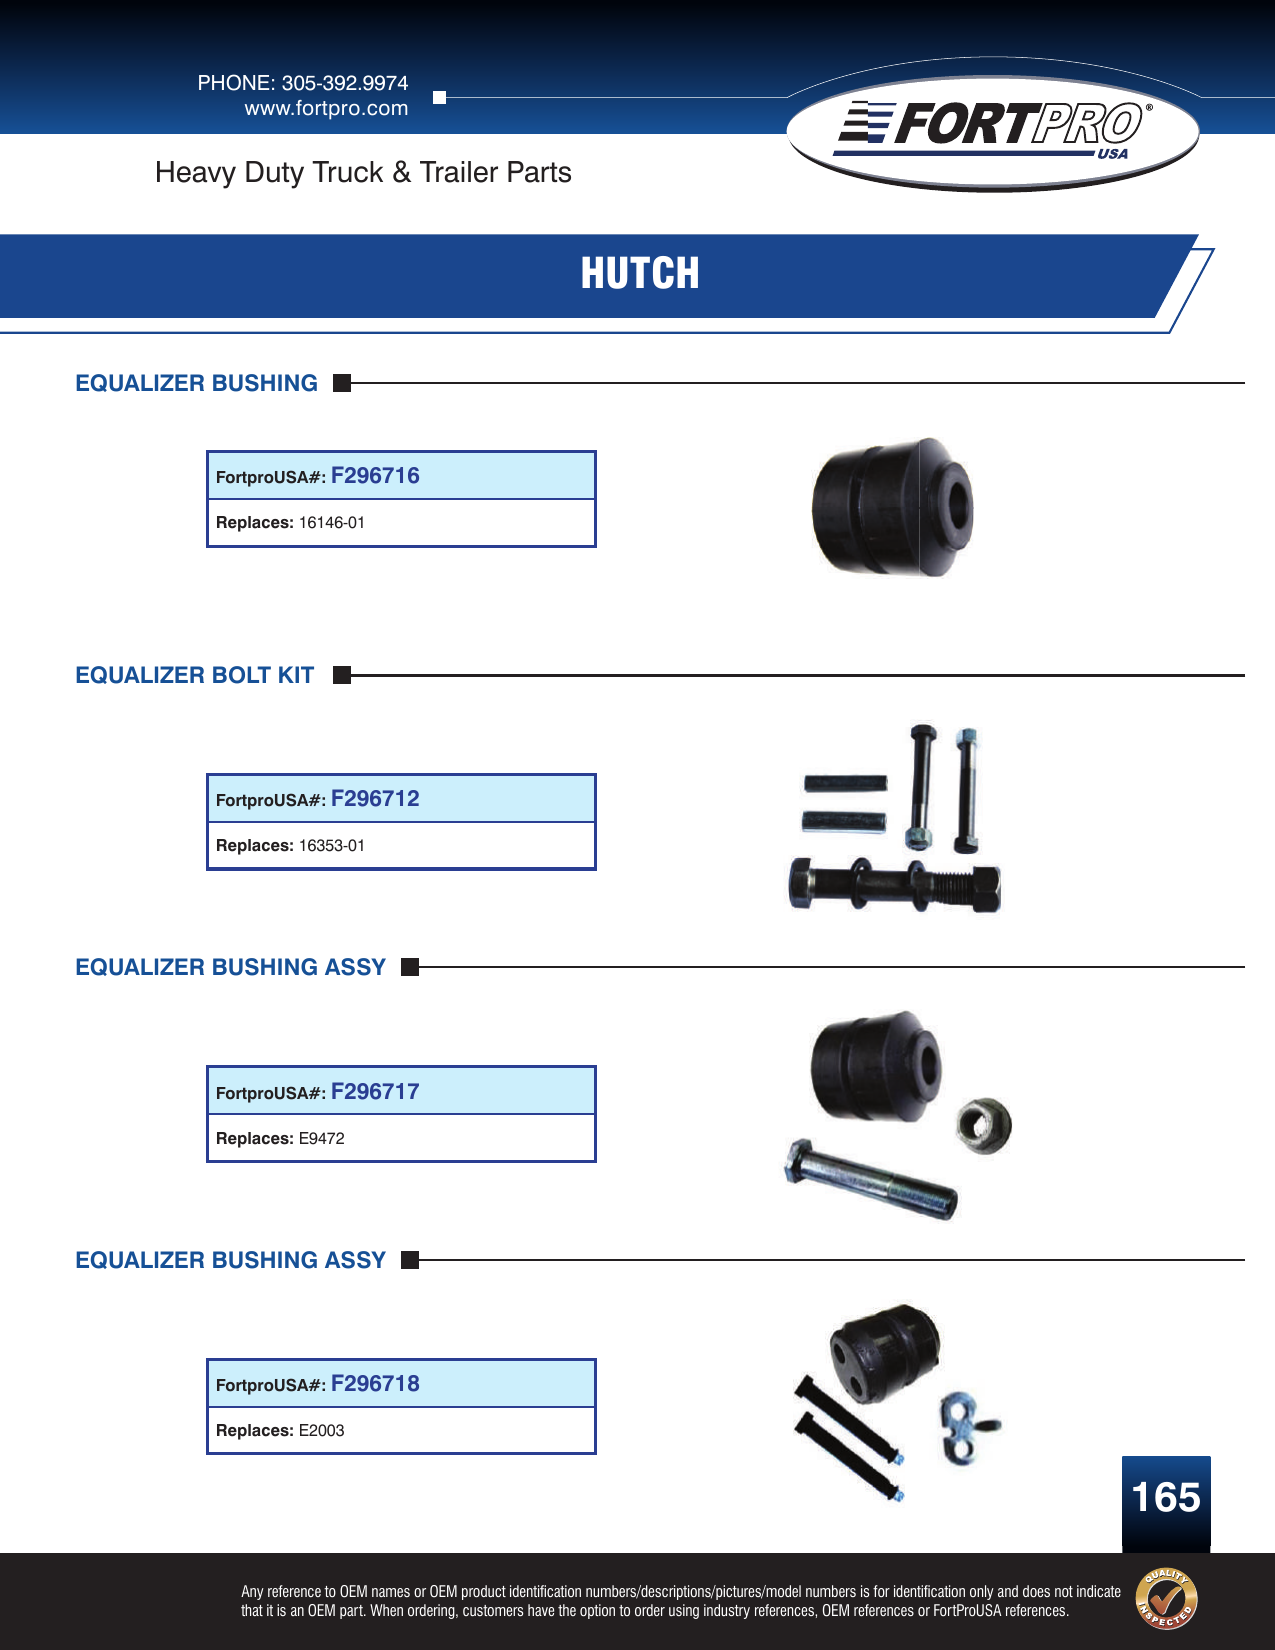 PHONE: 305-392.9974
www.fortpro.com
FORTPRO®
USA
Heavy Duty Truck & Trailer Parts
HUTCH
EQUALIZER BUSHING
FortproUSA#: F296716
Replaces: 16146-01
EQUALIZER BOLT KIT
FortproUSA#: F296712
Replaces: 16353-01
EQUALIZER BUSHING ASSY
FortproUSA#: F296717
Replaces: E9472
EQUALIZER BUSHING ASSY
FortproUSA#: F296718
Replaces: E2003
165
Any reference to OEM names or OEM product identification numbers/descriptions/pictures/model numbers is for identification only and does not indicate
that it is an OEM part. When ordering, customers have the option to order using industry references, OEM references or FortProUSA references.
QUALITY
INSPECTED